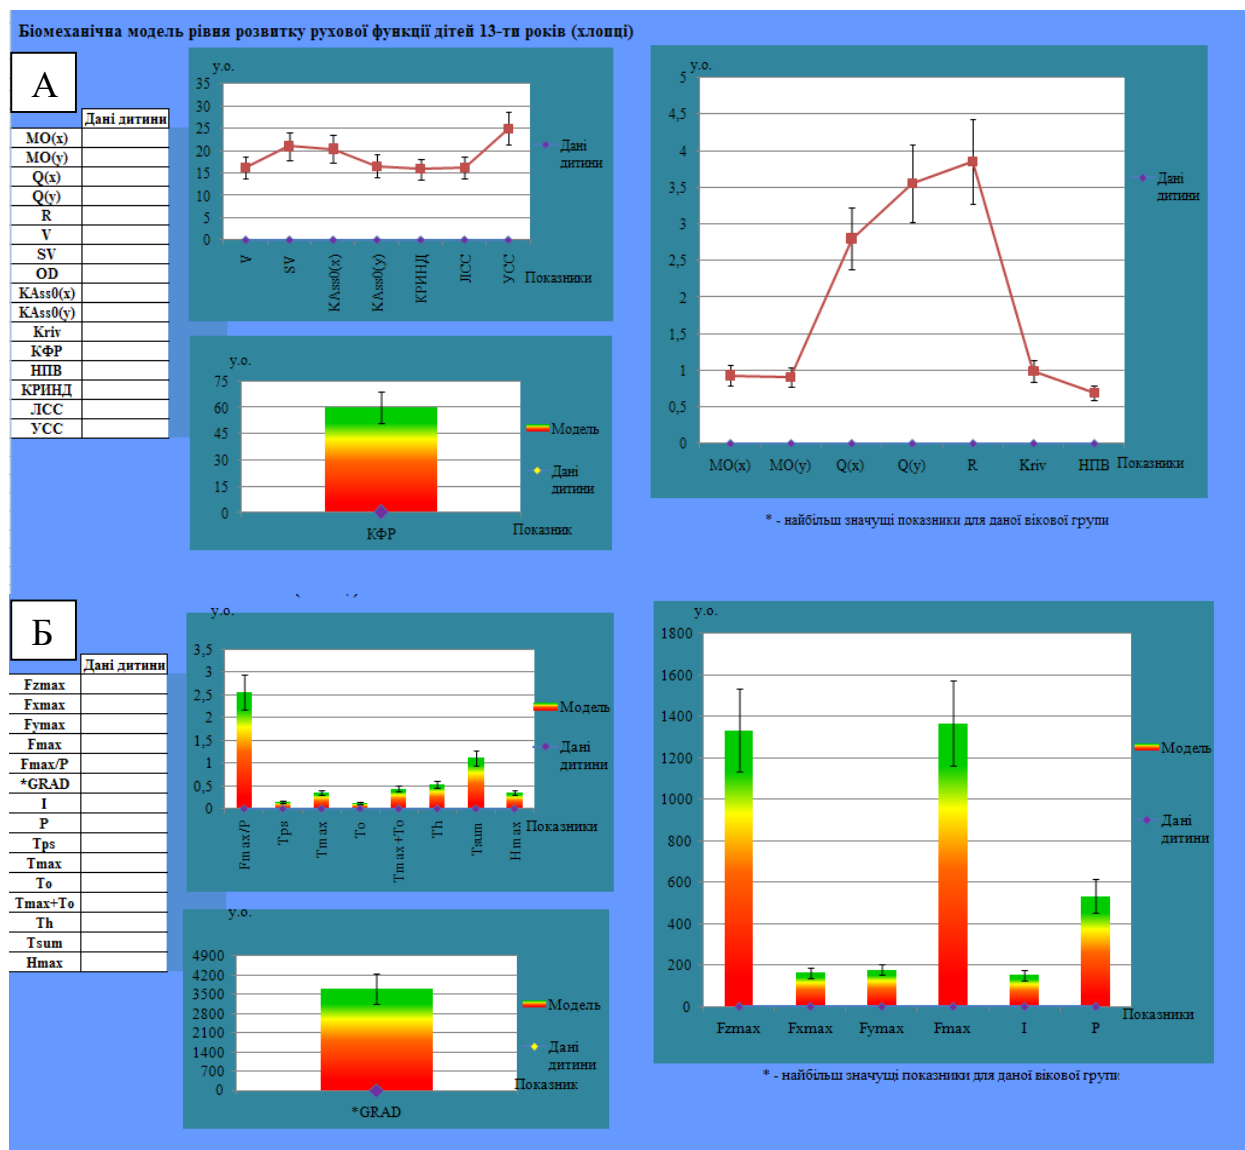 Біомеханічна модель рівня розвитку рухової функції дітей 13-ти років (хлопці)
А
Дані дитини
MO(x)
MO(y)
Q(x)
Q(y)
R
V
SV
OD
KAss0(x)
KAss0(y)
Kriv
КФР
НПВ
КРИНД
ЛСС
УСС
у.о.
35
30
25
20
15
10
5
0
V
SV
KAss0(x)
KAss0(y)
КРИНД
ЛСС
УСС
Показники
Дані
дитини
у.о.
75
60
45
30
15
0
КФР
Показник
Модель
Дані
дитини
у.о.
5
4,5
4
3,5
3
2,5
2
1,5
1
0,5
0
MO(x)
MO(y)
Q(x)
Q(y)
R
Kriv
НПВ
Показники
Дані
дитини
* - найбільш значущі показники для даної вікової групи
Б
Дані дитини
Fzmax
Fxmax
Fymax
Fmax
Fmax/P
*GRAD
I
P
Tps
Tmax
To
Tmax+To
Th
Tsum
Hmax
у.о.
3,5
3
2,5
2
1,5
1
0,5
0
Fmax/P
Tps
Tmax
To
Tmax+To
Th
Tsum
Hmax
Показники
Модель
Дані
дитини
у.о.
4900
4200
3500
2800
2100
1400
700
0
*GRAD
Показник
Модель
Дані
дитини
у.о.
1800
1600
1400
1200
1000
800
600
400
200
0
Fzmax
Fxmax
Fymax
Fmax
I
P
Показники
Модель
Дані
дитини
* - найбільш значущі показники для даної вікової групи